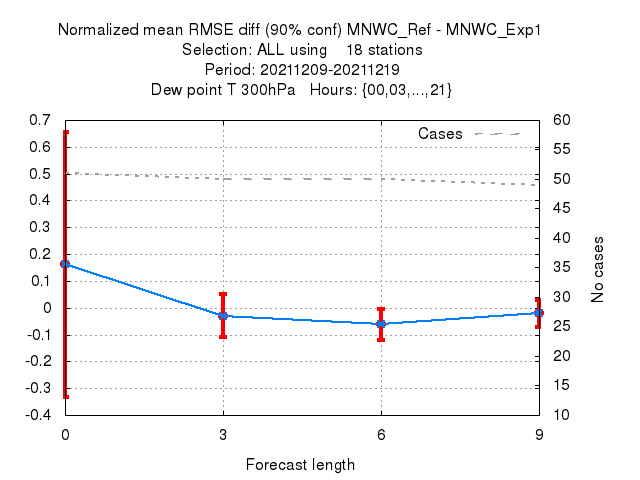 Normalized mean RMSE diff (90% conf) MNWC_Ref - MNWC_Exp1
Selection: ALL using    18 stations
Period: 20211209-20211219
Dew point T 300hPa   Hours: {00,03,...,21}
Cases
0.7
0.6
0.5
0.4
0.3
0.2
0.1
0
-0.1
-0.2
-0.3
-0.4
60
55
50
45
40
35
30
25
20
15
10
No cases
0 3 6 9
Forecast length